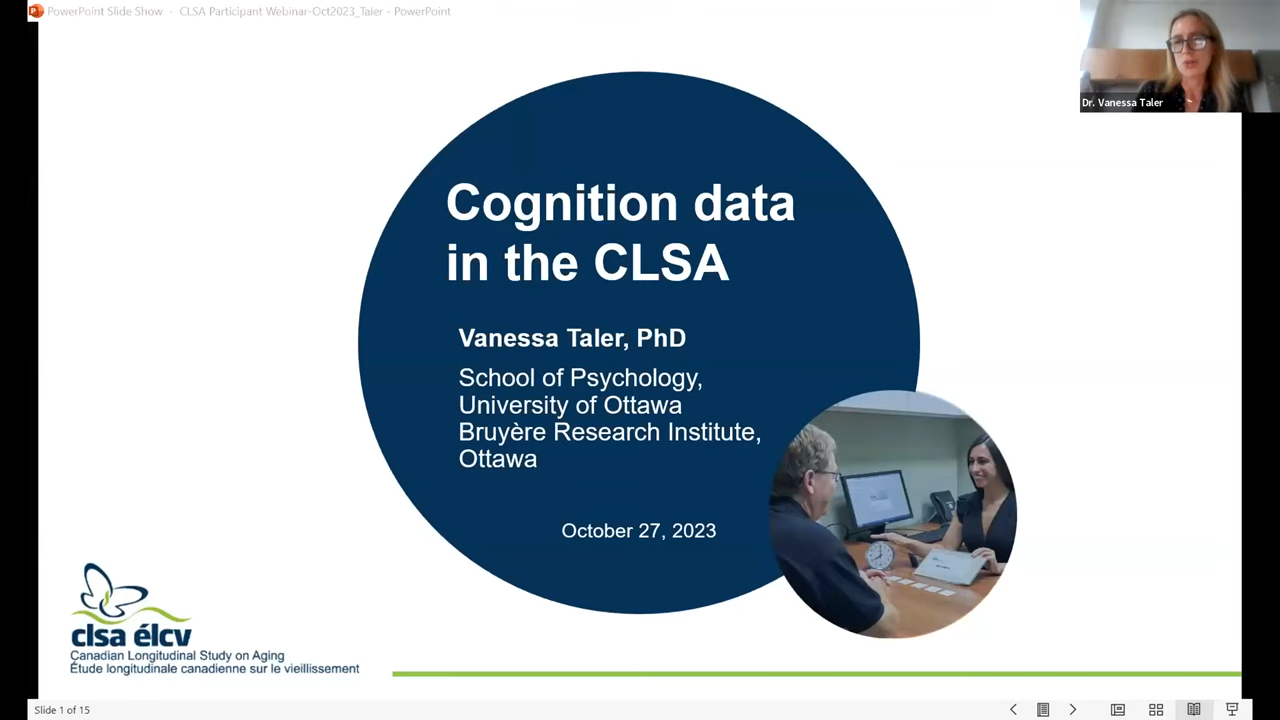 PowerPoint Slide Show - CLSA Participant Webinar-Oct2023_Taler - PowerPoint
Dr. Vanessa Taler
Cognition data
in the CLSA
Vanessa Taler, PhD
School of Psychology,
University of Ottawa
Bruyère Research Institute,
Ottawa
October 27, 2023
clsa élcv
Canadian Longitudinal Study on Aging
Étude longitudinale canadienne sur le vieillissement
Slide 1 of 15